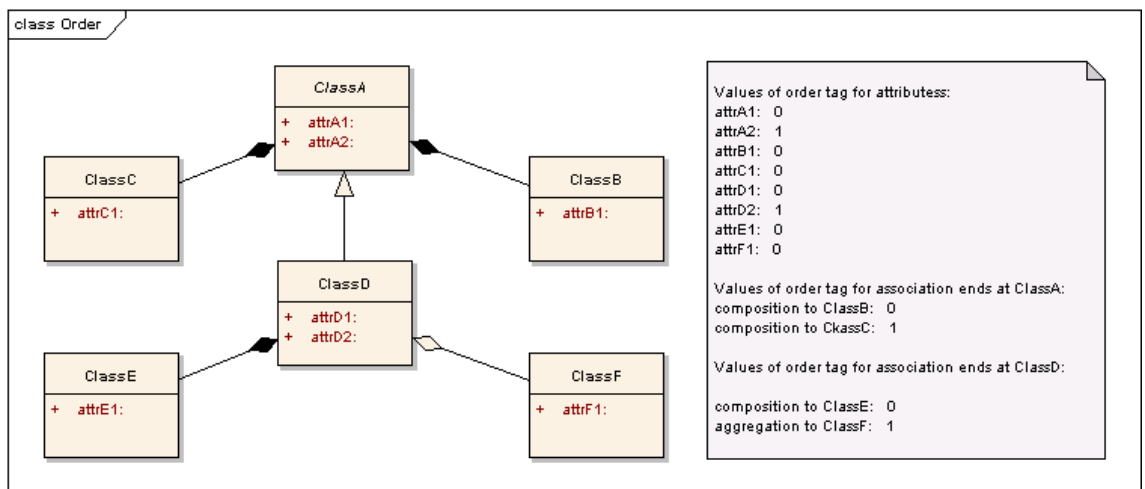 class Order
ClassA
+ attrA1:
+ attrA2:
ClassC
+ attrC1:
ClassB
+ attrB1:
ClassD
+ attrD1:
+ attrD2:
ClassE
+ attrE1:
ClassF
+ attrF1:
Values of order tag for attributess:
attrA1: 0
attrA2: 1
attrB1: 0
attrC1: 0
attrD1: 0
attrD2: 1
attrE1: 0
attrF1: 0
Values of order tag for association ends at ClassA:
composition to ClassB: 0
composition to CkassC: 1
Values of order tag for association ends at ClassD:
composition to ClassE: 0
aggregation to ClassF: 1